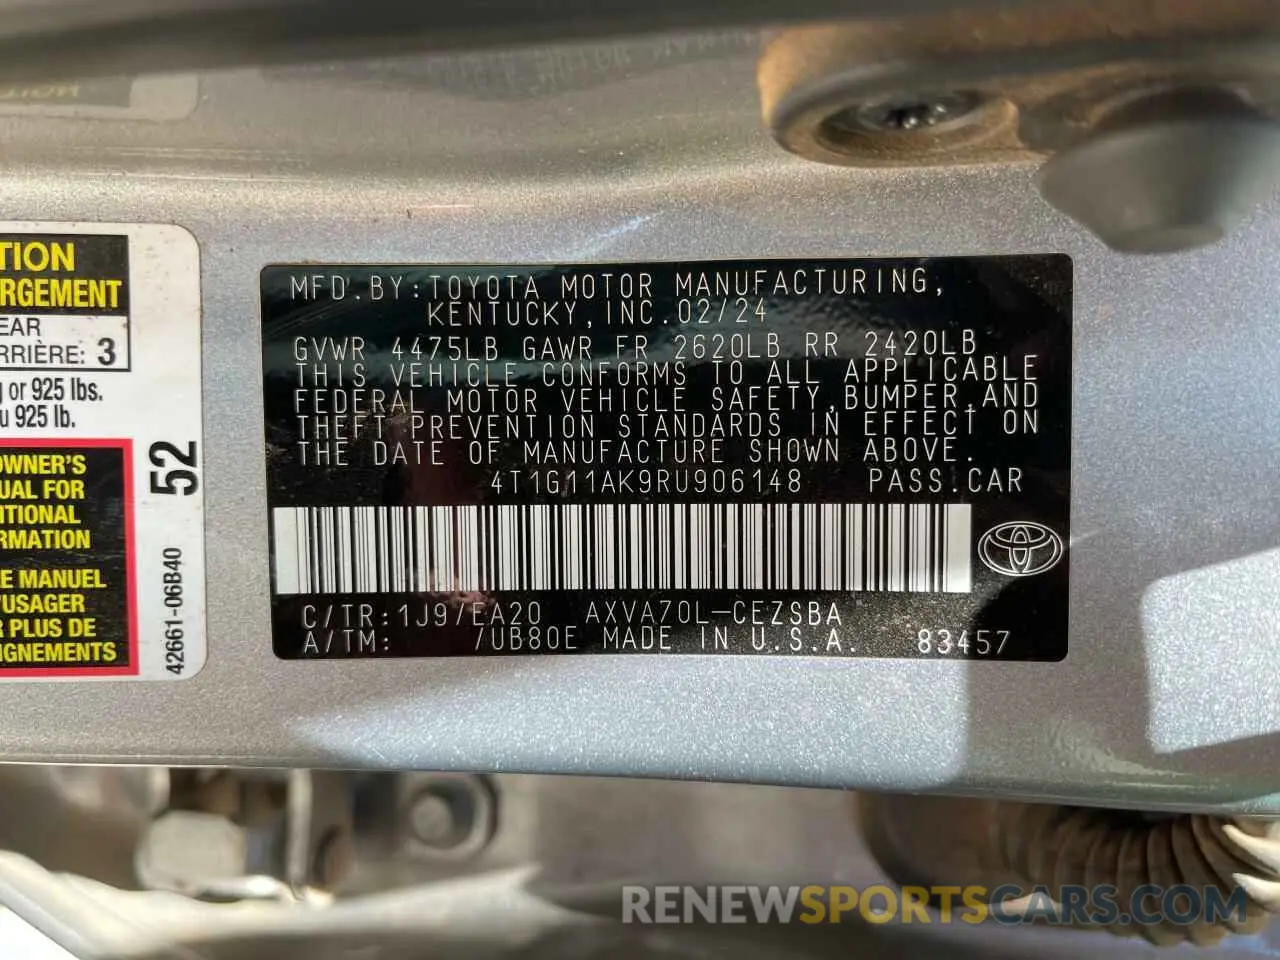 TION
RGEMENT
EAR
RRIÈRE: 3
g or 925 lbs.
u 925 lb.
OWNER'S
UAL FOR
ITIONAL
RMATION
E MANUEL
'USAGER
R PLUS DE
IGNEMENTS
52
42661-06B40
MFD.BY:TOYOTA MOTOR MANUFACTURING,
KENTUCKY,INC.02/24
GVWR 4475LB GAWR FR 2620LB RR 2420LB
THIS VEHICLE CONFORMS TO ALL APPLICABLE
FEDERAL MOTOR VEHICLE SAFETY,BUMPER,AND
THEFT PREVENTION STANDARDS IN EFFECT ON
THE DATE OF MANUFACTURE SHOWN ABOVE.
4T1G11AK9RU906148 PASS.CAR
C/TR:1J9/EA20 AXVA70L-CEZSBA
A/TM: /UB80E MADE IN U.S.A. 83457
RENEWSPORTSCARS.COM